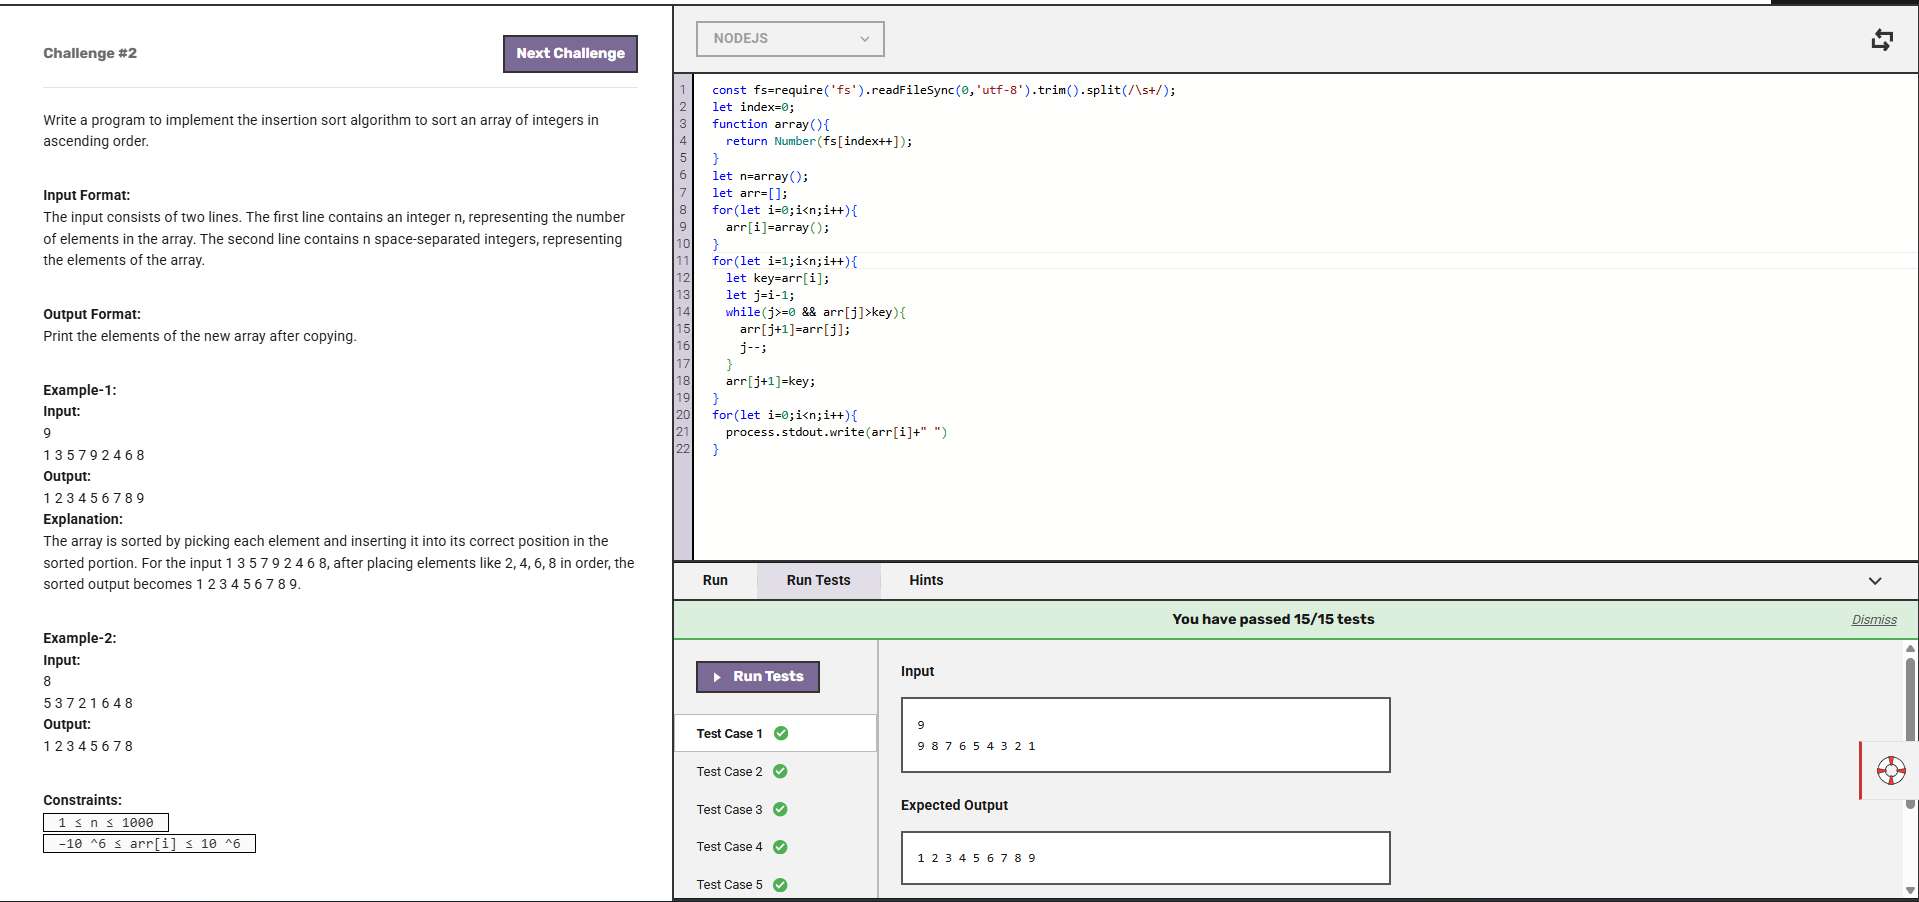 Challenge #2
Next Challenge
Write a program to implement the insertion sort algorithm to sort an array of integers in
ascending order.
Input Format:
The input consists of two lines. The first line contains an integer n, representing the number
of elements in the array. The second line contains n space-separated integers, representing
the elements of the array.
Output Format:
Print the elements of the new array after copying.
Example-1:
Input:
9
1 3 5 7 9 2 4 6 8
Output:
1 2 3 4 5 6 7 8 9
Explanation:
The array is sorted by picking each element and inserting it into its correct position in the
sorted portion. For the input 1 3 5 7 9 2 4 6 8, after placing elements like 2, 4, 6, 8 in order, the
sorted output becomes 1 2 3 4 5 6 7 8 9.
Example-2:
Input:
8
5 3 7 2 1 6 4 8
Output:
1 2 3 4 5 6 7 8
Constraints:
1 ≤ n ≤ 1000
-10 ^6 ≤ arr[i] ≤ 10 ^6
NODEJS
1 const fs=require('fs').readFileSync(0,'utf-8').trim().split(/\s+/);
2 let index=0;
3 function array(){
4 return Number(fs[index++]);
5 }
6 let n=array();
7 let arr=[];
8 for(let i=0;i<n;i++){
9 arr[i]=array();
10 }
11 for(let i=1;i<n;i++){
12 let key=arr[i];
13 let j=i-1;
14 while(j>=0 && arr[j]>key){
15 arr[j+1]=arr[j];
16 j--;
17 }
18 arr[j+1]=key;
19 }
20 for(let i=0;i<n;i++){
21 process.stdout.write(arr[i]+" ")
22 }
Run
Run Tests
Hints
You have passed 15/15 tests
Dismiss
Run Tests
Test Case 1
Test Case 2
Test Case 3
Test Case 4
Test Case 5
Input
9
9 8 7 6 5 4 3 2 1
Expected Output
1 2 3 4 5 6 7 8 9